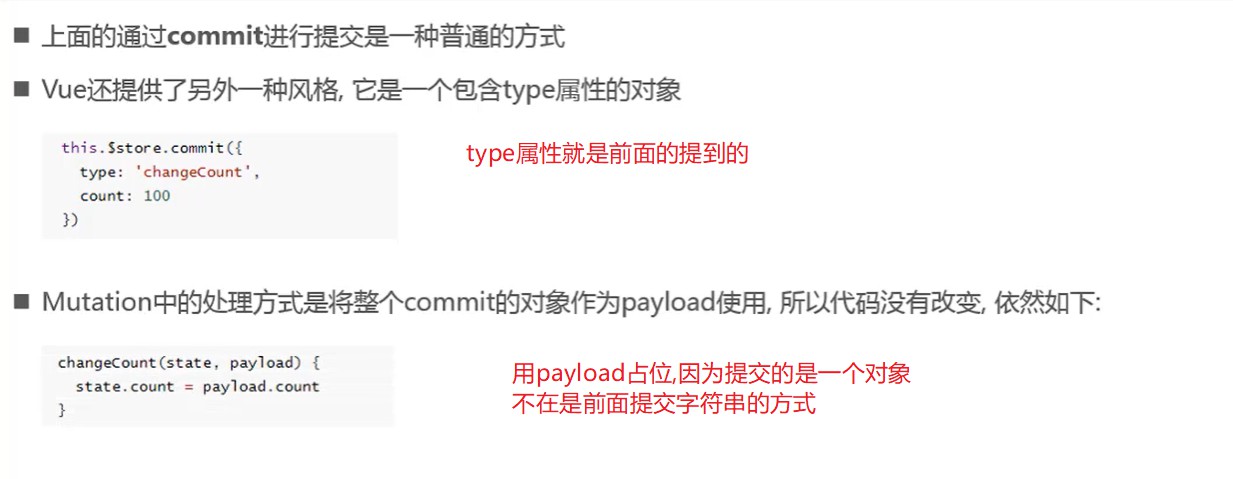 上面的通过commit进行提交是一种普通的方式
Vue还提供了另外一种风格, 它是一个包含type属性的对象
this.$store.commit({
type: 'changeCount',
count: 100
})
type属性就是前面的提到的
Mutation中的处理方式是将整个commit的对象作为payload使用, 所以代码没有改变, 依然如下:
changeCount(state, payload) {
state.count = payload.count
}
用payload占位,因为提交的是一个对象
不在是前面提交字符串的方式